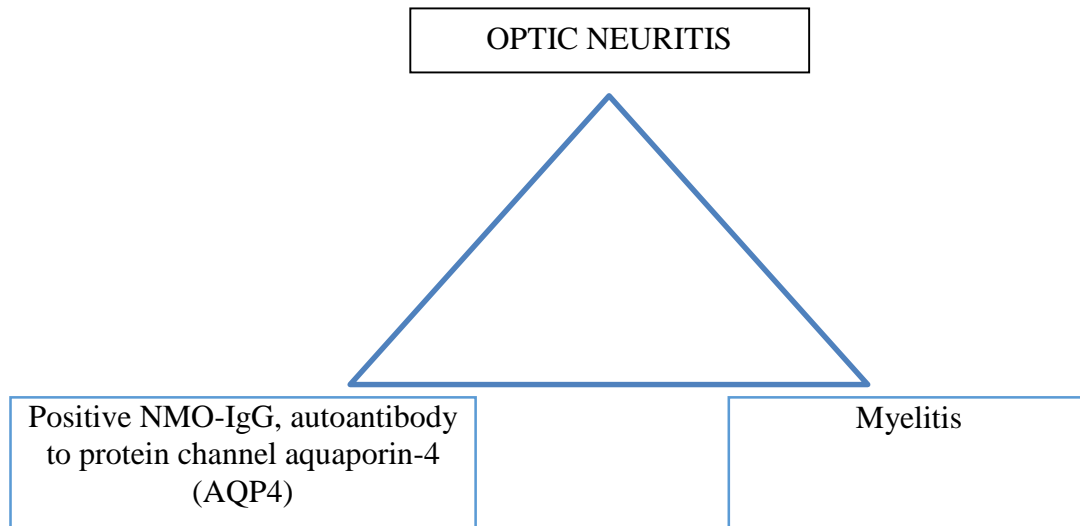 OPTIC NEURITIS
Positive NMO-IgG, autoantibody
to protein channel aquaporin-4
(AQP4)
Myelitis